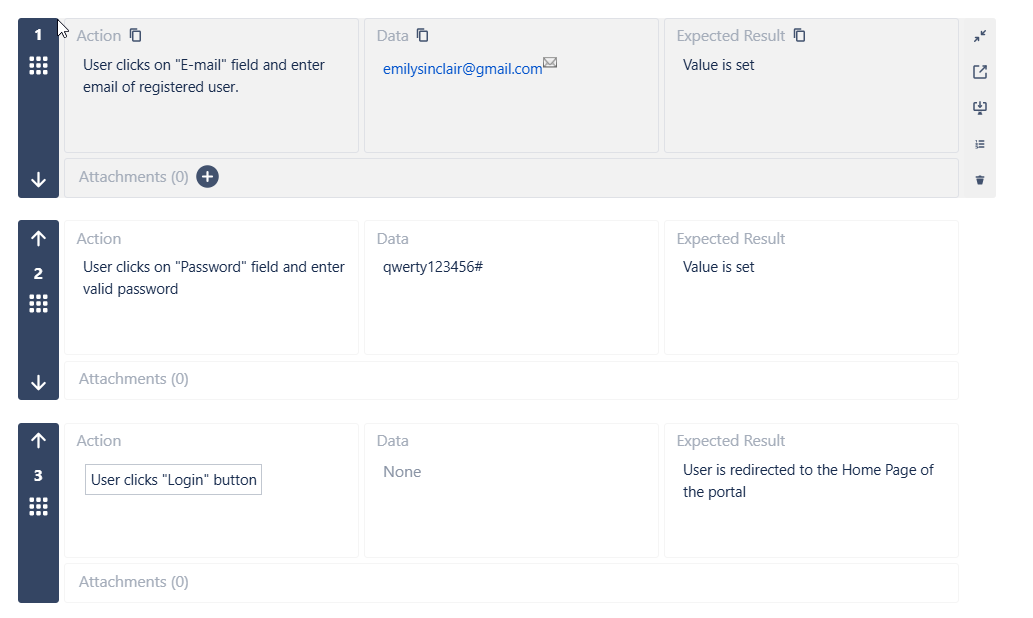 1
Action
Data
Expected Result
User clicks on "E-mail" field and enter
email of registered user.
emilysinclair@gmail.com
Value is set
Attachments (0)
2
Action
Data
Expected Result
User clicks on "Password" field and enter
valid password
qwerty123456#
Value is set
Attachments (0)
3
Action
Data
Expected Result
User clicks "Login" button
None
User is redirected to the Home Page of
the portal
Attachments (0)